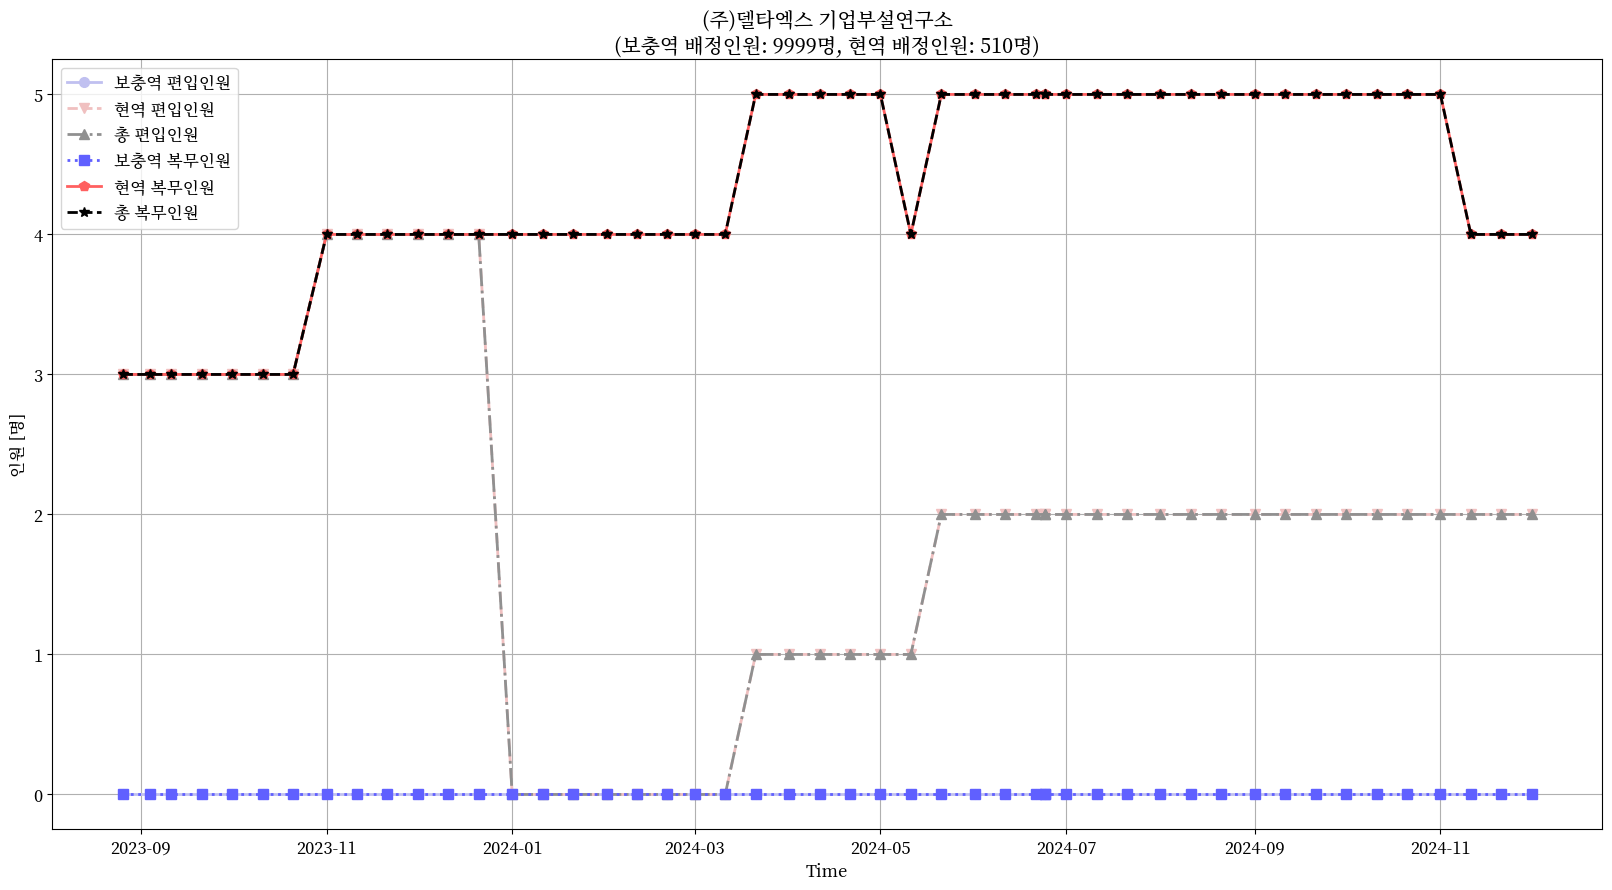 (주)델타엑스 기업부설연구소
(보충역 배정인원: 9999명, 현역 배정인원: 510명)
보충역 편입인원
현역 편입인원
총 편입인원
보충역 복무인원
현역 복무인원
총 복무인원
인원 [명]
5
4
3
2
1
0
2023-09 2023-11 2024-01 2024-03 2024-05 2024-07 2024-09 2024-11
Time